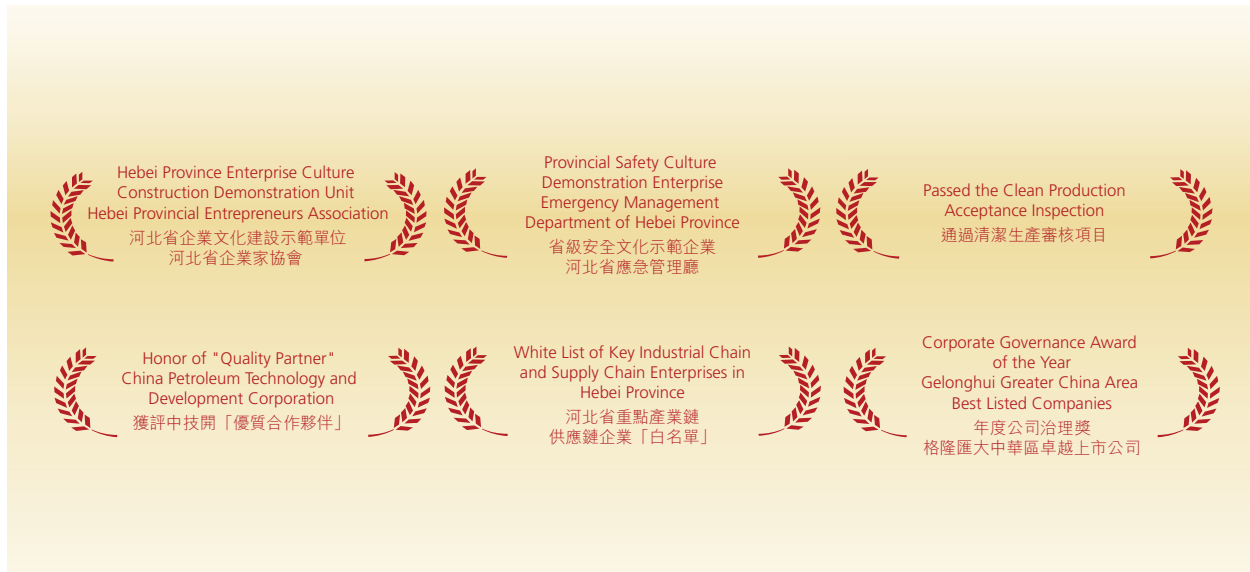 Hebei Province Enterprise Culture
Construction Demonstration Unit
Hebei Provincial Entrepreneurs Association
河北省企業文化建設示範單位
河北省企業家協會
Provincial Safety Culture
Demonstration Enterprise
Emergency Management
Department of Hebei Province
省級安全文化示範企業
河北省應急管理廳
Passed the Clean Production
Acceptance Inspection
通過清潔生產審核項目
Honor of "Quality Partner"
China Petroleum Technology and
Development Corporation
獲評中技開「優質合作夥伴」
White List of Key Industrial Chain
and Supply Chain Enterprises in
Hebei Province
河北省重點產業鏈
供應鏈企業「白名單」
Corporate Governance Award
of the Year
Gelonghui Greater China Area
Best Listed Companies
年度公司治理獎
格隆匯大中華區卓越上市公司